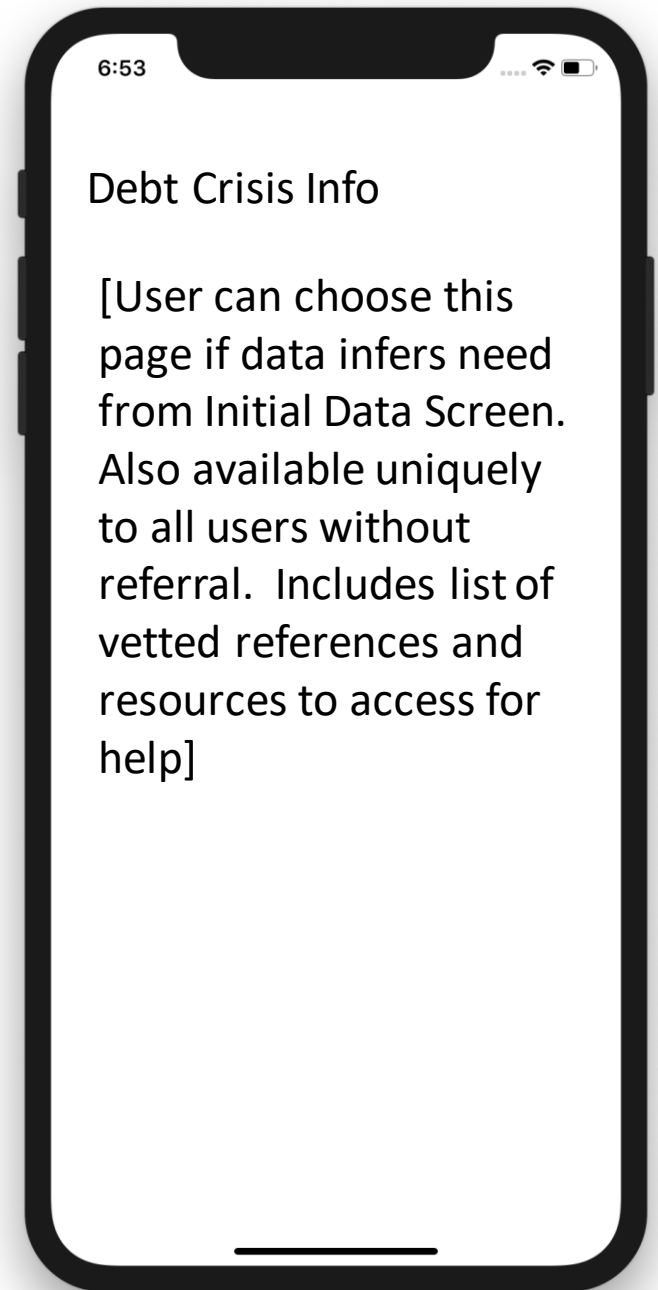 6:53
Debt Crisis Info
[User can choose this
page if data infers need
from Initial Data Screen.
Also available uniquely
to all users without
referral.  Includes list of
vetted references and
resources to access for
help]